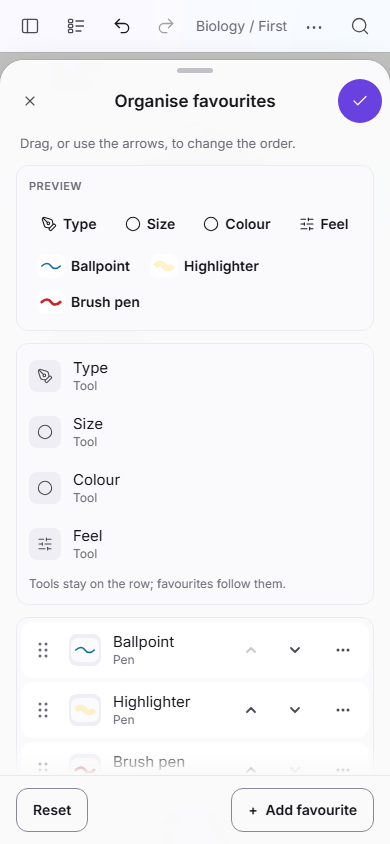 Biology / First
Organise favourites
Drag, or use the arrows, to change the order.
PREVIEW
Type Size Colour Feel
Ballpoint Highlighter
Brush pen
Type
Tool
Size
Tool
Colour
Tool
Feel
Tool
Tools stay on the row; favourites follow them.
Ballpoint
Pen
Highlighter
Pen
Brush pen
Reset + Add favourite